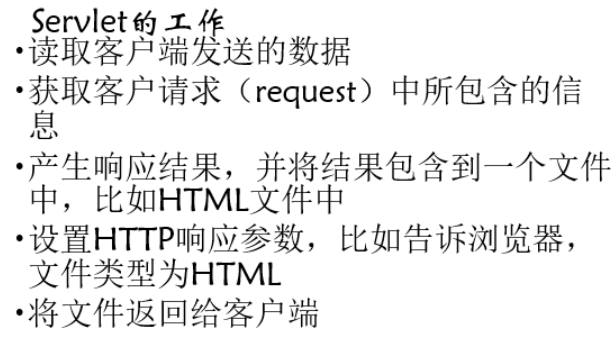 Servlet的工作
•读取客户端发送的数据
•获取客户请求（request）中所包含的信
息
•产生响应结果，并将结果包含到一个文件
中，比如HTML文件中
•设置HTTP响应参数，比如告诉浏览器，
文件类型为HTML
•将文件返回给客户端